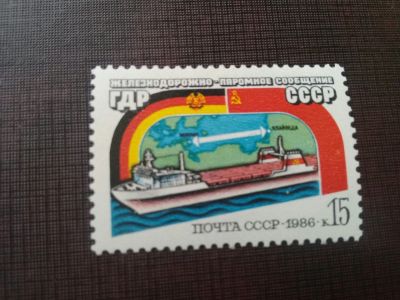 ЖЕЛЕЗНОДОРОЖНО-ПАРОМНОЕ СООБЩЕНИЕ
ГДР СССР
КЛАЙПЕДА
ПОЧТА СССР·1986·К15